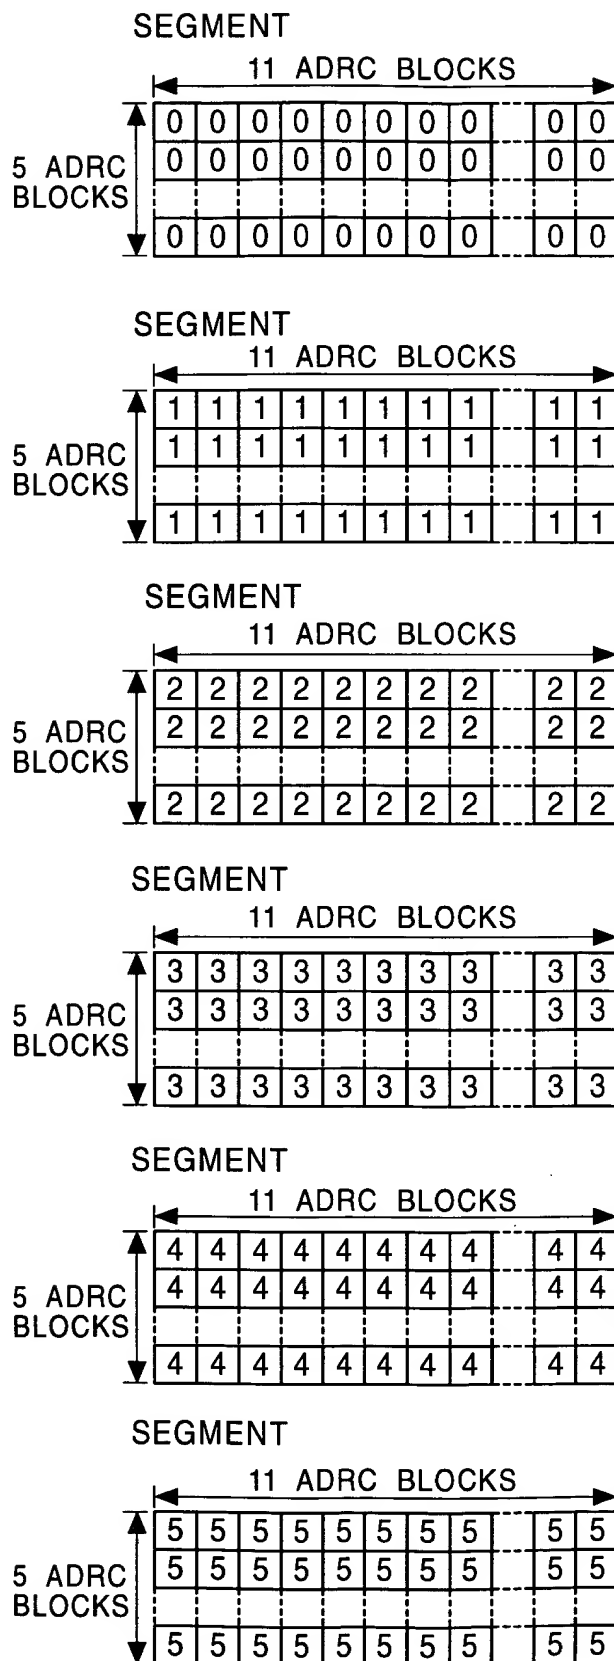 SEGMENT
11 ADRC BLOCKS
5 ADRC
BLOCKS
0 0 0 0 0 0 0 0 0 0
0 0 0 0 0 0 0 0 0 0
0 0 0 0 0 0 0 0 0 0
SEGMENT
11 ADRC BLOCKS
5 ADRC
BLOCKS
1 1 1 1 1 1 1 1 1 1
1 1 1 1 1 1 1 1 1 1
1 1 1 1 1 1 1 1 1 1
SEGMENT
11 ADRC BLOCKS
5 ADRC
BLOCKS
2 2 2 2 2 2 2 2 2 2
2 2 2 2 2 2 2 2 2 2
2 2 2 2 2 2 2 2 2 2
SEGMENT
11 ADRC BLOCKS
5 ADRC
BLOCKS
3 3 3 3 3 3 3 3 3 3
3 3 3 3 3 3 3 3 3 3
3 3 3 3 3 3 3 3 3 3
SEGMENT
11 ADRC BLOCKS
5 ADRC
BLOCKS
4 4 4 4 4 4 4 4 4 4
4 4 4 4 4 4 4 4 4 4
4 4 4 4 4 4 4 4 4 4
SEGMENT
11 ADRC BLOCKS
5 ADRC
BLOCKS
5 5 5 5 5 5 5 5 5 5
5 5 5 5 5 5 5 5 5 5
5 5 5 5 5 5 5 5 5 5